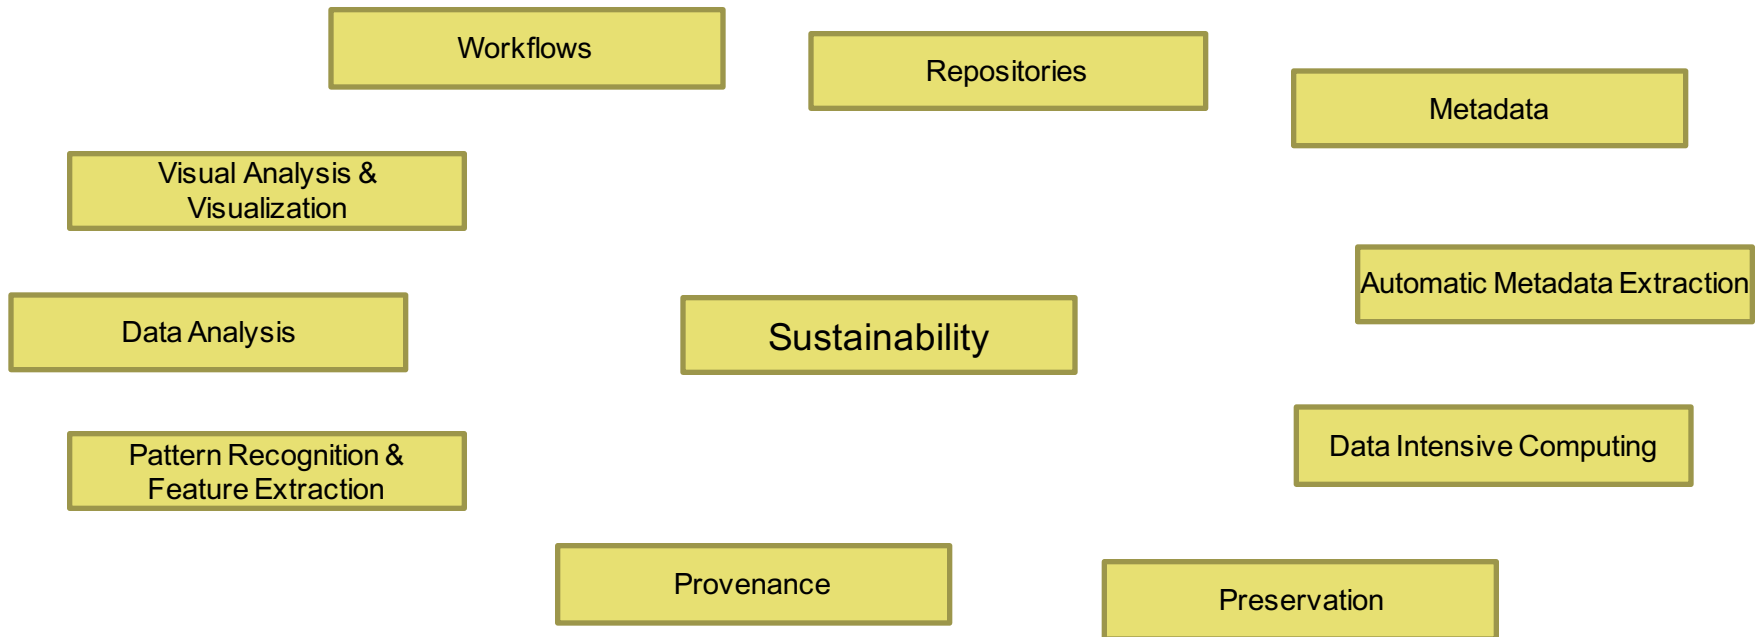 Workflows
Repositories
Metadata
Visual Analysis &
Visualization
Automatic Metadata Extraction
Data Analysis
Sustainability
Data Intensive Computing
Pattern Recognition &
Feature Extraction
Provenance
Preservation